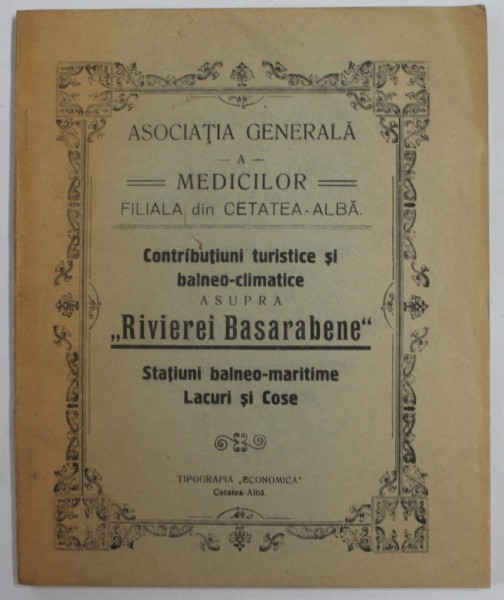 ASOCIAȚIA GENERALĂ
— A —
MEDICILOR
FILIALA din CETATEA-ALBĂ.
Contribuțiuni turistice și
balneo-climatice
ASUPRA
„Rivierei Basarabene“
Stațiuni balneo-maritime
Lacuri și Cose
TIPOGRAFIA „ECONOMICA“
Cetatea-Albă.